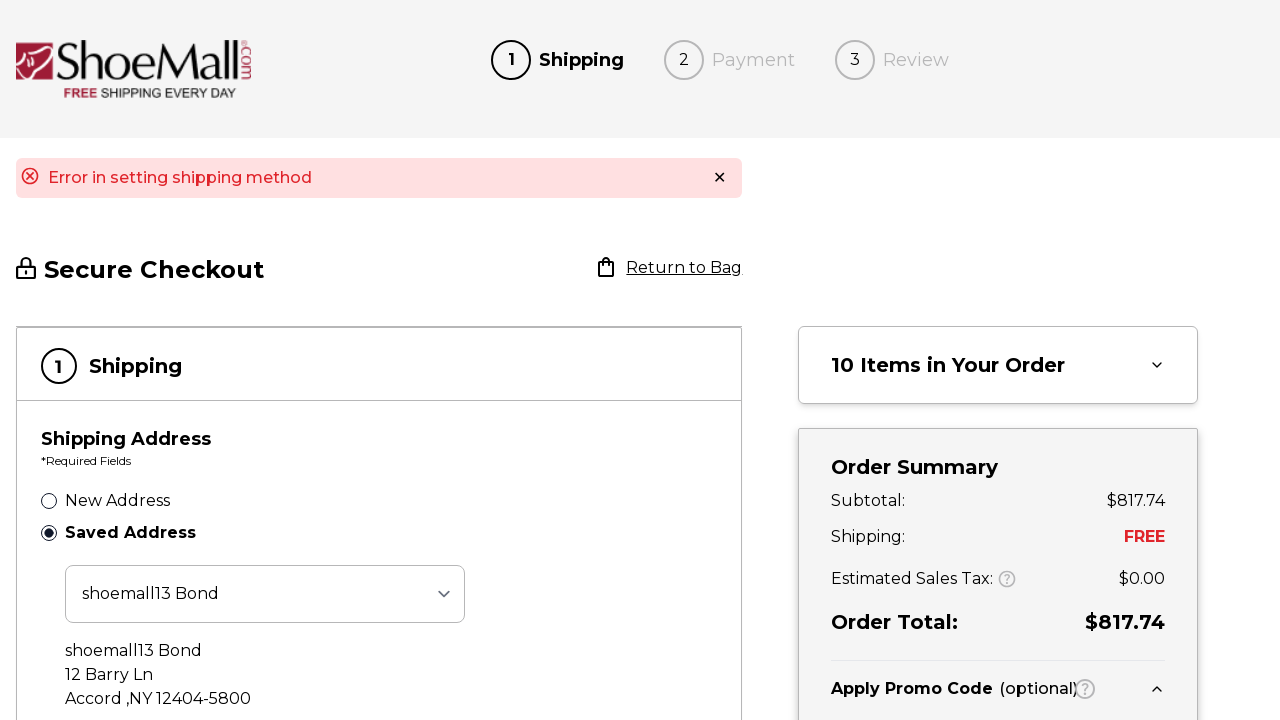 ShoeMall.com
FREE SHIPPING EVERY DAY
1 Shipping
2 Payment
3 Review
Error in setting shipping method
Secure Checkout
Return to Bag
1 Shipping
Shipping Address
*Required Fields
New Address
Saved Address
shoemall13 Bond
shoemall13 Bond
12 Barry Ln
Accord ,NY 12404-5800
10 Items in Your Order
Order Summary
Subtotal: $817.74
Shipping: FREE
Estimated Sales Tax: ? $0.00
Order Total: $817.74
Apply Promo Code (optional) ?